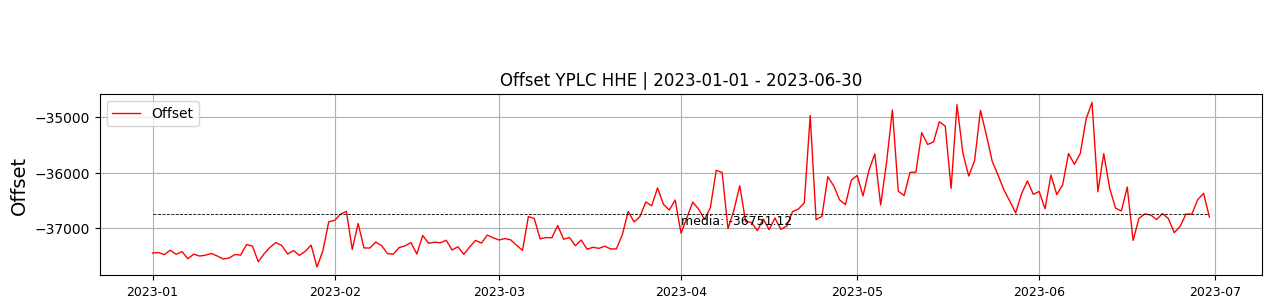 Offset YPLC HHE | 2023-01-01 - 2023-06-30
Offset
Offset
−35000
−36000
−37000
media: -36751.12
2023-01 2023-02 2023-03 2023-04 2023-05 2023-06 2023-07